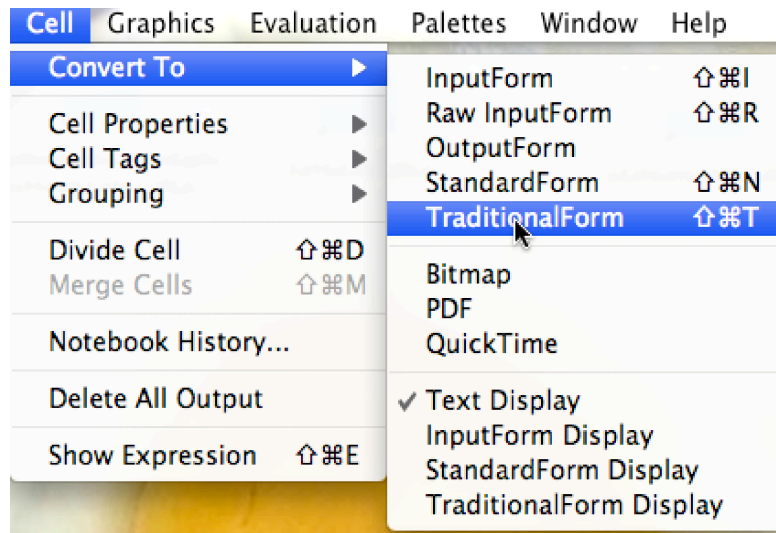 Cell Graphics Evaluation Palettes Window Help
Convert To
Cell Properties
Cell Tags
Grouping
Divide Cell ⇧⌘D
Merge Cells ⇧⌘M
Notebook History...
Delete All Output
Show Expression ⇧⌘E
InputForm ⇧⌘I
Raw InputForm ⇧⌘R
OutputForm
StandardForm ⇧⌘N
TraditionalForm ⇧⌘T
Bitmap
PDF
QuickTime
✓ Text Display
InputForm Display
StandardForm Display
TraditionalForm Display